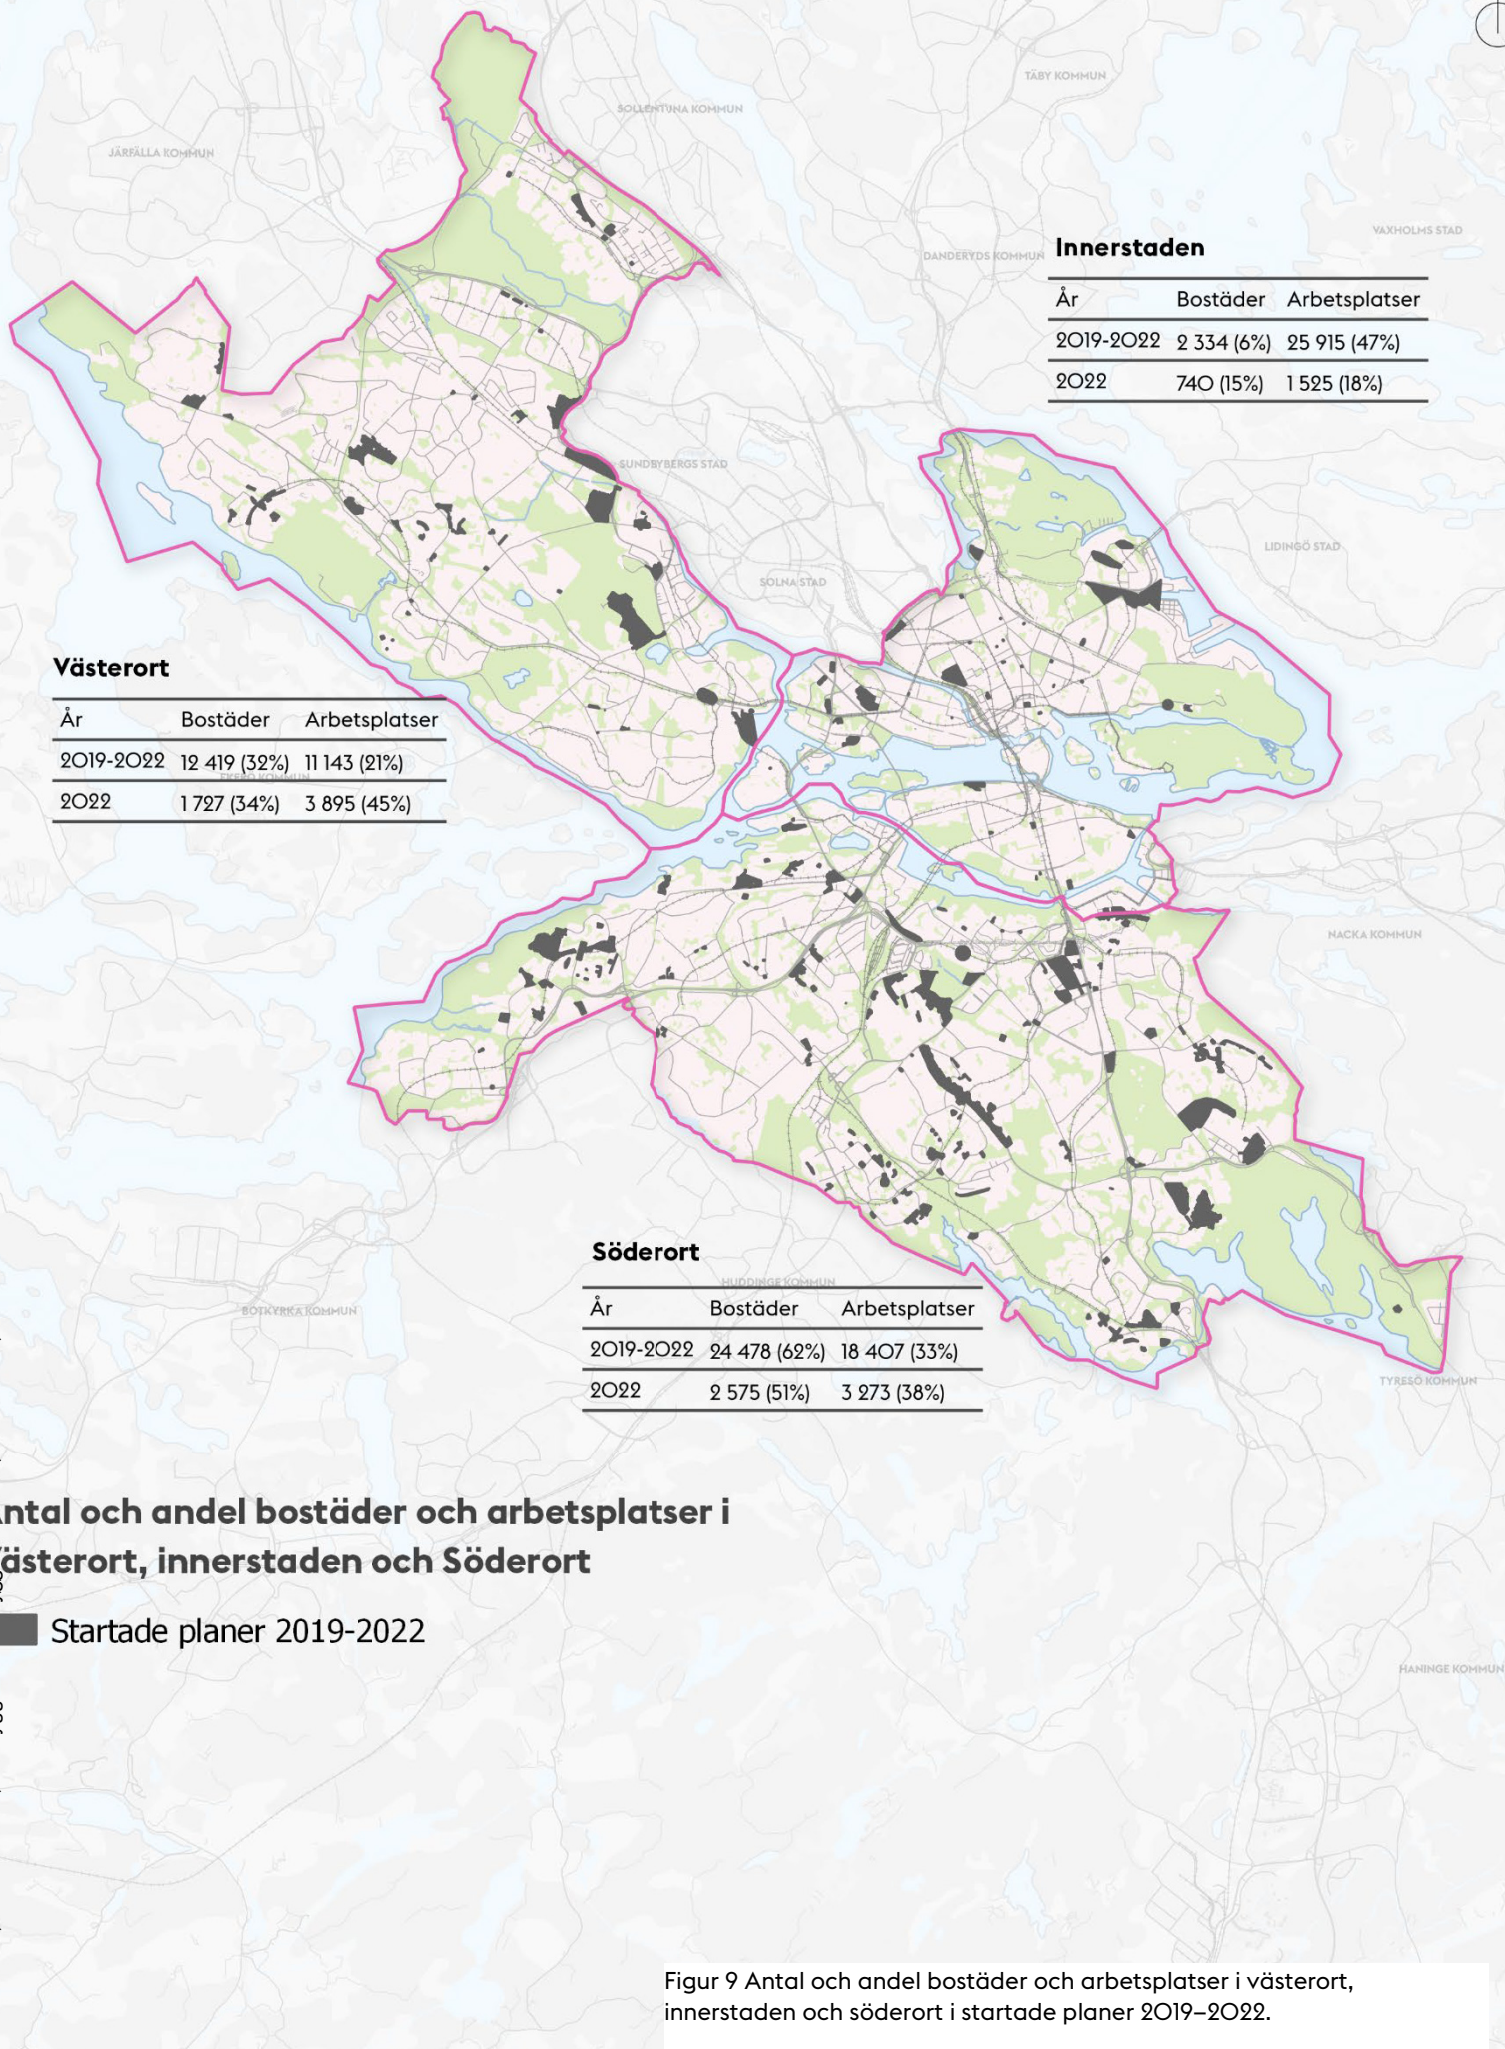 TÄBY KOMMUN
SOLLENTUNA KOMMUN
JÄRFÄLLA KOMMUN
VAXHOLMS STAD
DANDERYDS KOMMUN
Innerstaden
År Bostäder Arbetsplatser
2019-2022 2 334 (6%) 25 915 (47%)
2022 740 (15%) 1 525 (18%)
SUNDBYBERGS STAD
LIDINGÖ STAD
SOLNA STAD
Västerort
År Bostäder Arbetsplatser
2019-2022 12 419 (32%) 11 143 (21%)
EKERÖ KOMMUN
2022 1 727 (34%) 3 895 (45%)
NACKA KOMMUN
Söderort
HUDDINGE KOMMUN
År Bostäder Arbetsplatser
2019-2022 24 478 (62%) 18 407 (33%)
2022 2 575 (51%) 3 273 (38%)
BOTKYRKA KOMMUN
TYRESÖ KOMMUN
ntal och andel bostäder och arbetsplatser i
ästerort, innerstaden och Söderort
Startade planer 2019-2022
HANINGE KOMMUN
Figur 9 Antal och andel bostäder och arbetsplatser i västerort,
innerstaden och söderort i startade planer 2019–2022.